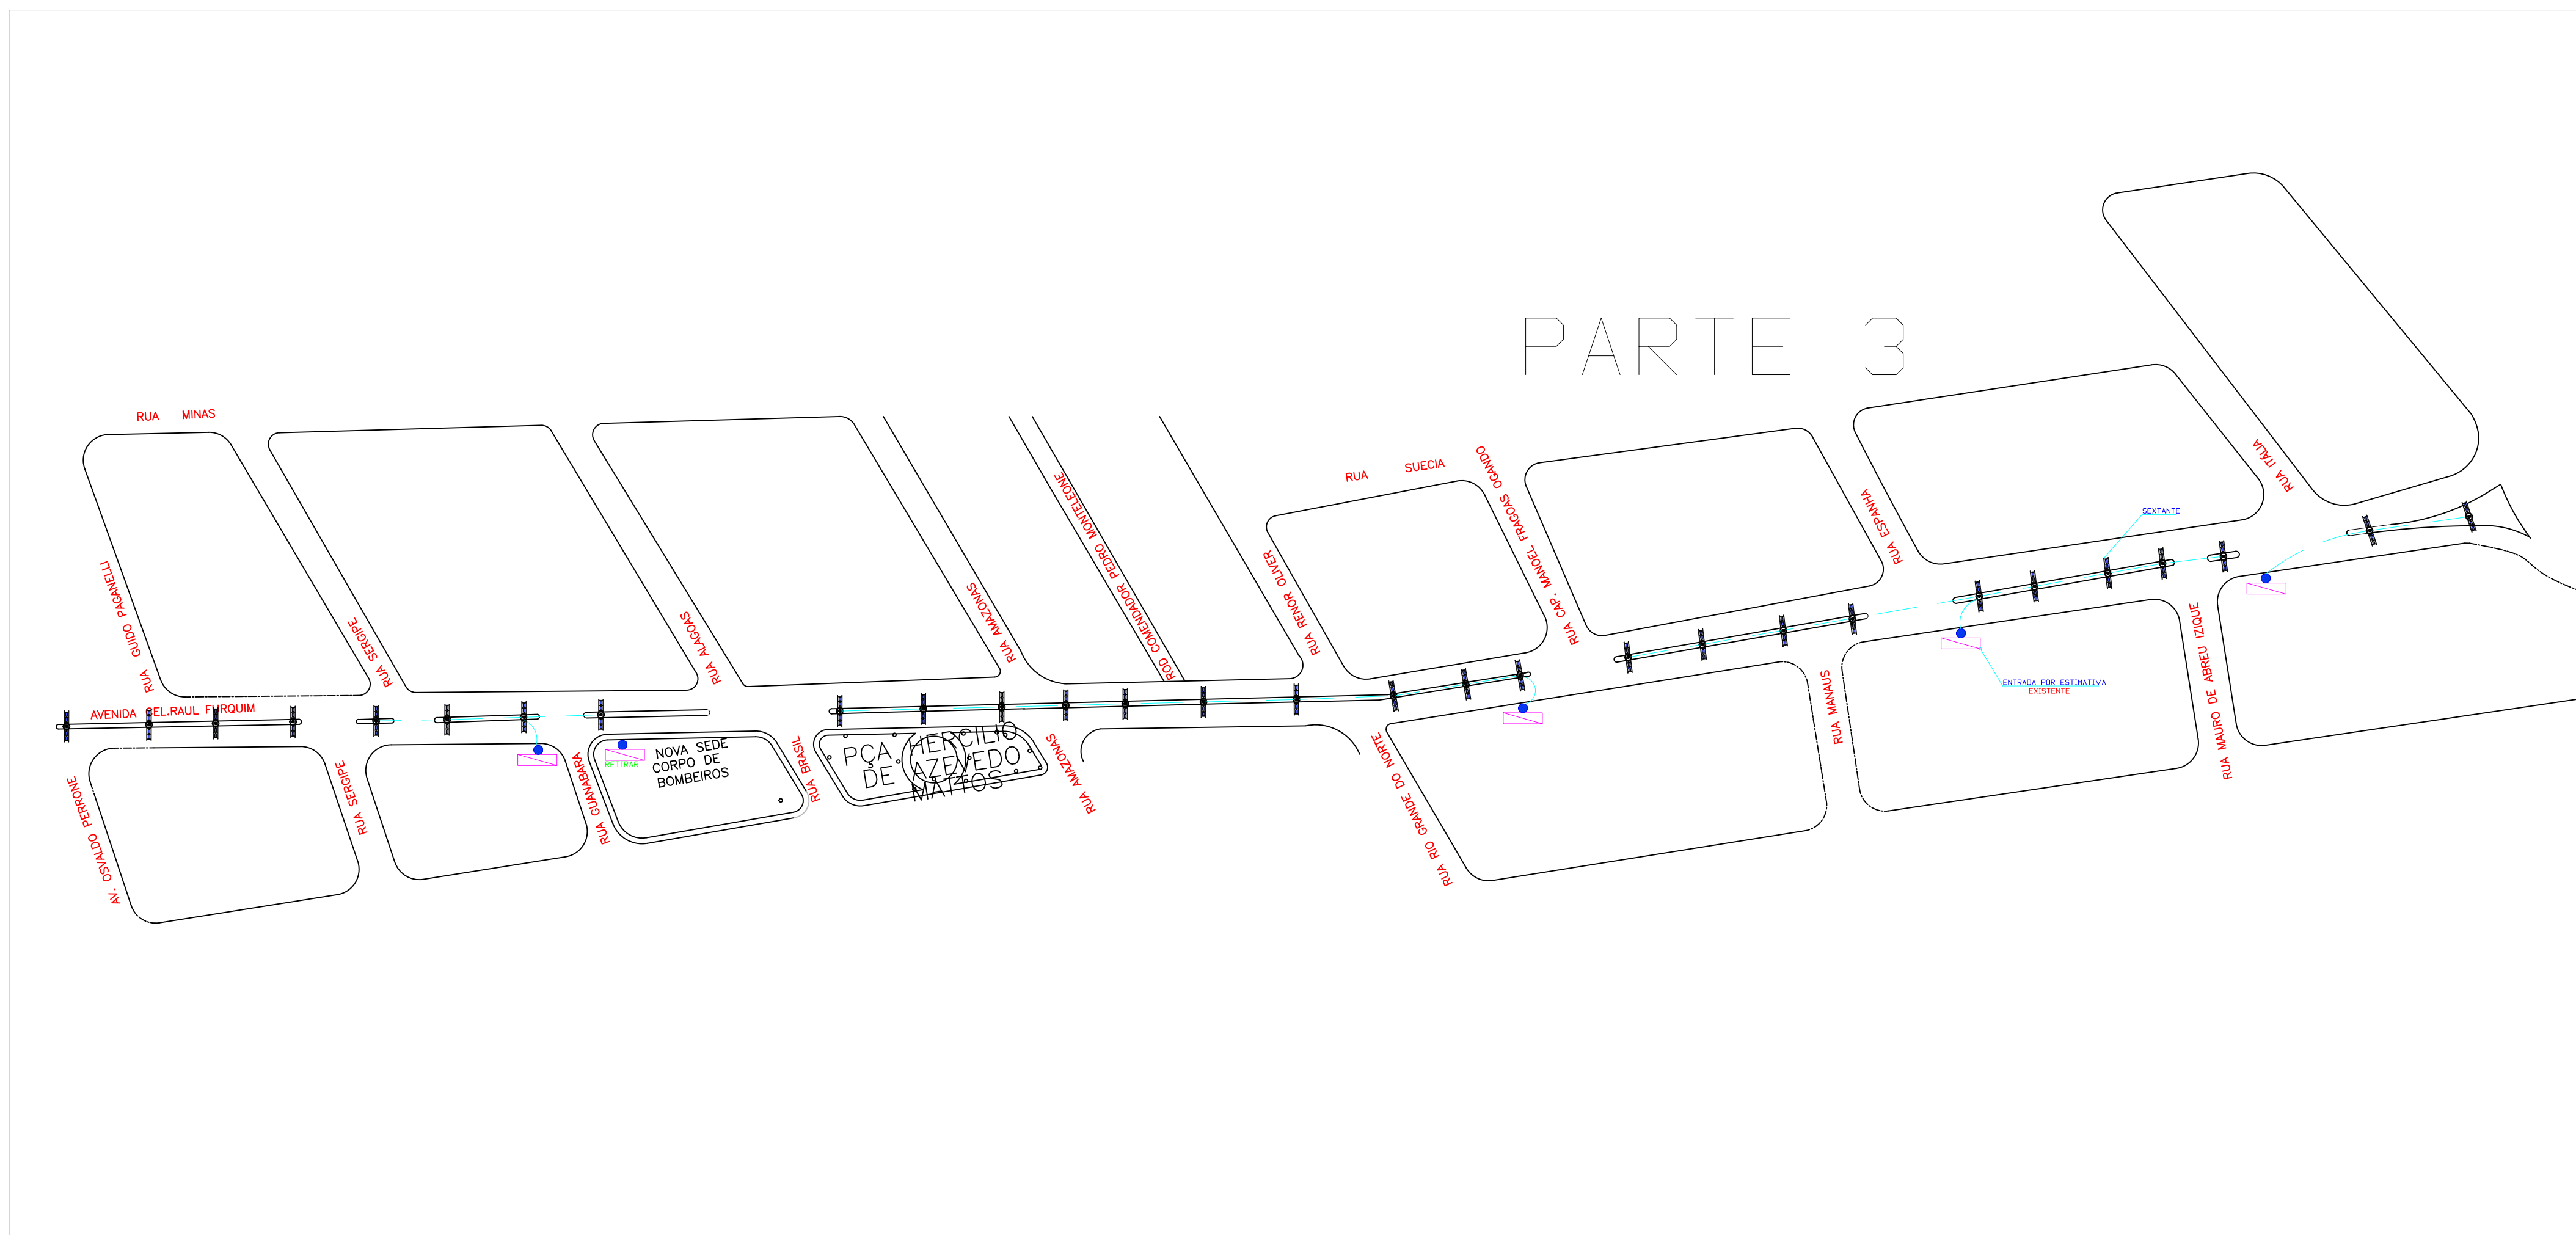 PARTE 3
RUA MINAS
RUA GUIDO PAGANELLI
RUA SERGIPE
RUA ALAGOAS
RUA AMAZONAS
ROD COMENDADOR PEDRO MONTELEONE
RUA RENOR OLIVER
RUA SUECIA
RUA CAP. MANOEL FRAGOAS OGANDO
RUA ESPANHA
RUA ITÁLIA
SEXTANTE
AVENIDA CEL.RAUL FURQUIM
AV. OSVALDO PERRONE
RUA SERGIPE
RUA GUANABARA
RETIRAR
NOVA SEDE
CORPO DE
BOMBEIROS
RUA BRASIL
PÇA HERCILIO
DE AZEVEDO
MATTOS
RUA AMAZONAS
RUA RIO GRANDE DO NORTE
RUA MANAUS
ENTRADA POR ESTIMATIVA
EXISTENTE
RUA MAURO DE ABREU IZIQUE